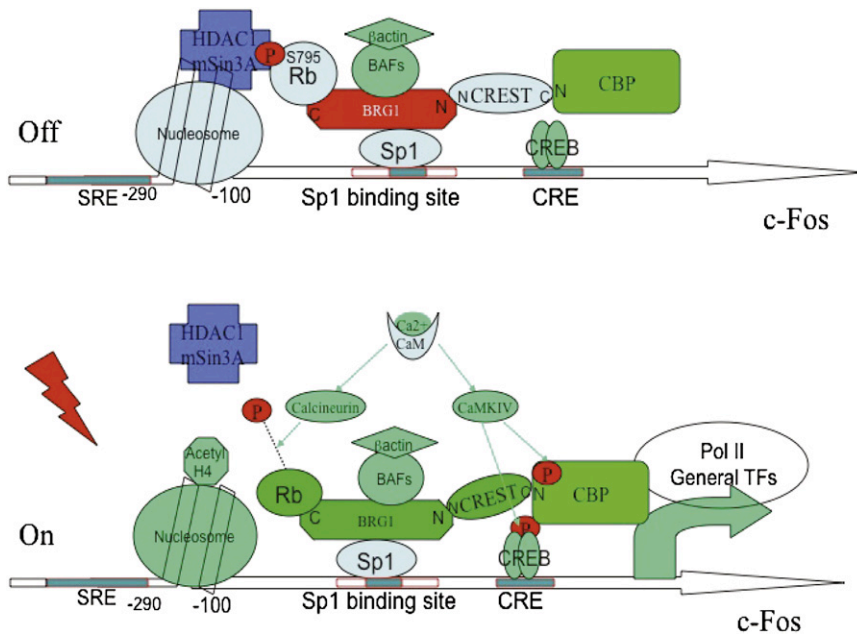 βactin
HDAC1
mSin3A
P
S795
Rb
BAFs
CBP
C
BRG1
N
N
CREST
C
N
Off
Nucleosome
Sp1
CREB
SRE
-290
-100
Sp1 binding site
CRE
c-Fos
HDAC1
mSin3A
Ca2+
CaM
P
Calcineurin
CaMKIV
βactin
Acetyl
H4
BAFs
P
Pol II
General TFs
Rb
C
BRG1
N
N
CREST
C
N
CBP
On
Nucleosome
P
Sp1
CREB
SRE
-290
-100
Sp1 binding site
CRE
c-Fos